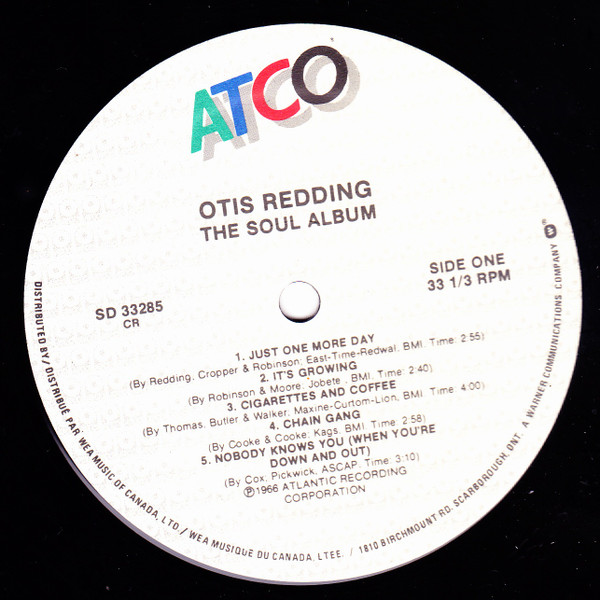 ATCO
OTIS REDDING
THE SOUL ALBUM
SD 33285
CR
SIDE ONE
33 1/3 RPM
1. JUST ONE MORE DAY
(By Redding, Cropper & Robinson; East-Time-Redwal, BMI. Time: 2:55)
2. IT'S GROWING
(By Robinson & Moore; Jobete, BMI. Time: 2:40)
3. CIGARETTES AND COFFEE
(By Thomas, Butler & Walker; Maxine-Curtom-Lion, BMI. Time: 4:00)
4. CHAIN GANG
(By Cooke & Cooke; Kags, BMI. Time: 2:58)
5. NOBODY KNOWS YOU (WHEN YOU'RE
DOWN AND OUT)
(By Cox, Pickwick, ASCAP. Time: 3:10)
℗1966 ATLANTIC RECORDING
CORPORATION
DISTRIBUTED BY/DISTRIBUÉ PAR WEA MUSIC OF CANADA, LTD./WEA MUSIQUE DU CANADA, LTEE. / 1810 BIRCHMOUNT RD. SCARBOROUGH, ONT. A WARNER COMMUNICATIONS COMPANY ®